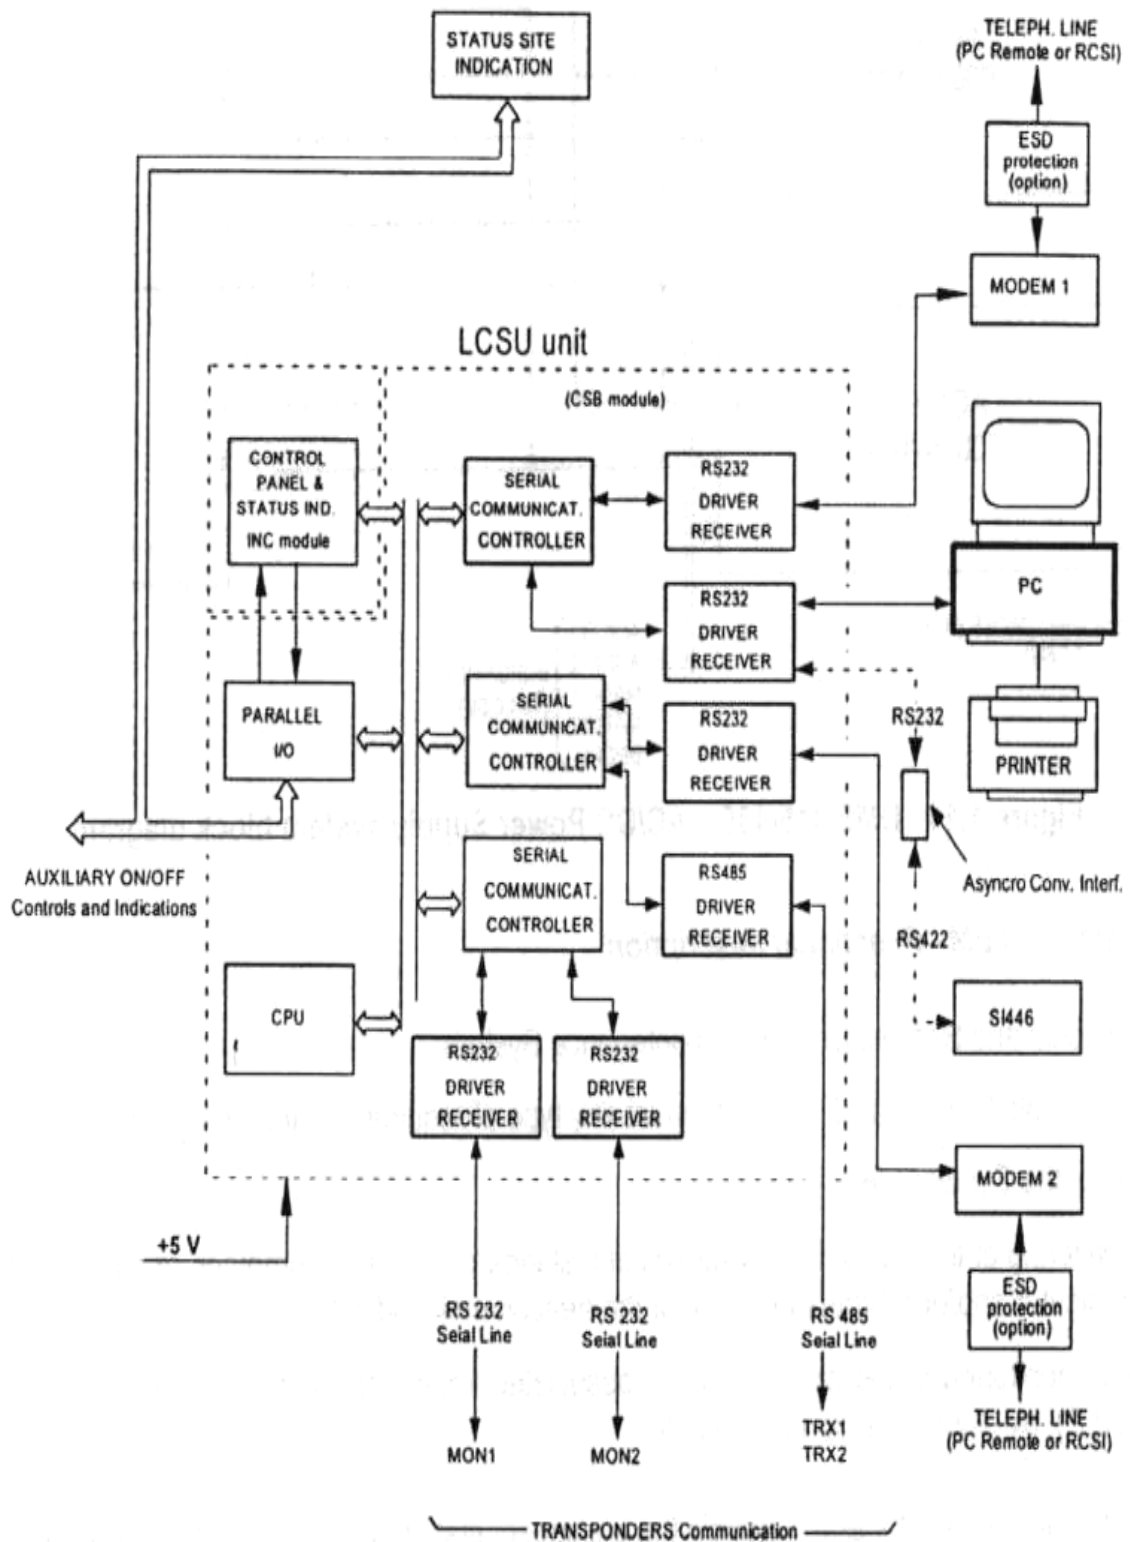 STATUS SITE
INDICATION
TELEPH. LINE
(PC Remote or RCSI)
ESD
protection
(option)
MODEM 1
LCSU unit
(CSB module)
CONTROL
PANEL &
STATUS IND.
INC module
SERIAL
COMMUNICAT.
CONTROLLER
RS232
DRIVER
RECEIVER
PC
RS232
DRIVER
RECEIVER
PARALLEL
I/O
SERIAL
COMMUNICAT.
CONTROLLER
RS232
DRIVER
RECEIVER
RS232
PRINTER
AUXILIARY ON/OFF
Controls and Indications
SERIAL
COMMUNICAT.
CONTROLLER
RS485
DRIVER
RECEIVER
Asyncro Conv. Interf.
RS422
CPU
SI446
RS232
DRIVER
RECEIVER
RS232
DRIVER
RECEIVER
MODEM 2
+5 V
ESD
protection
(option)
RS 232
Seial Line
RS 232
Seial Line
RS 485
Seial Line
TELEPH. LINE
(PC Remote or RCSI)
MON1
MON2
TRX1
TRX2
TRANSPONDERS Communication